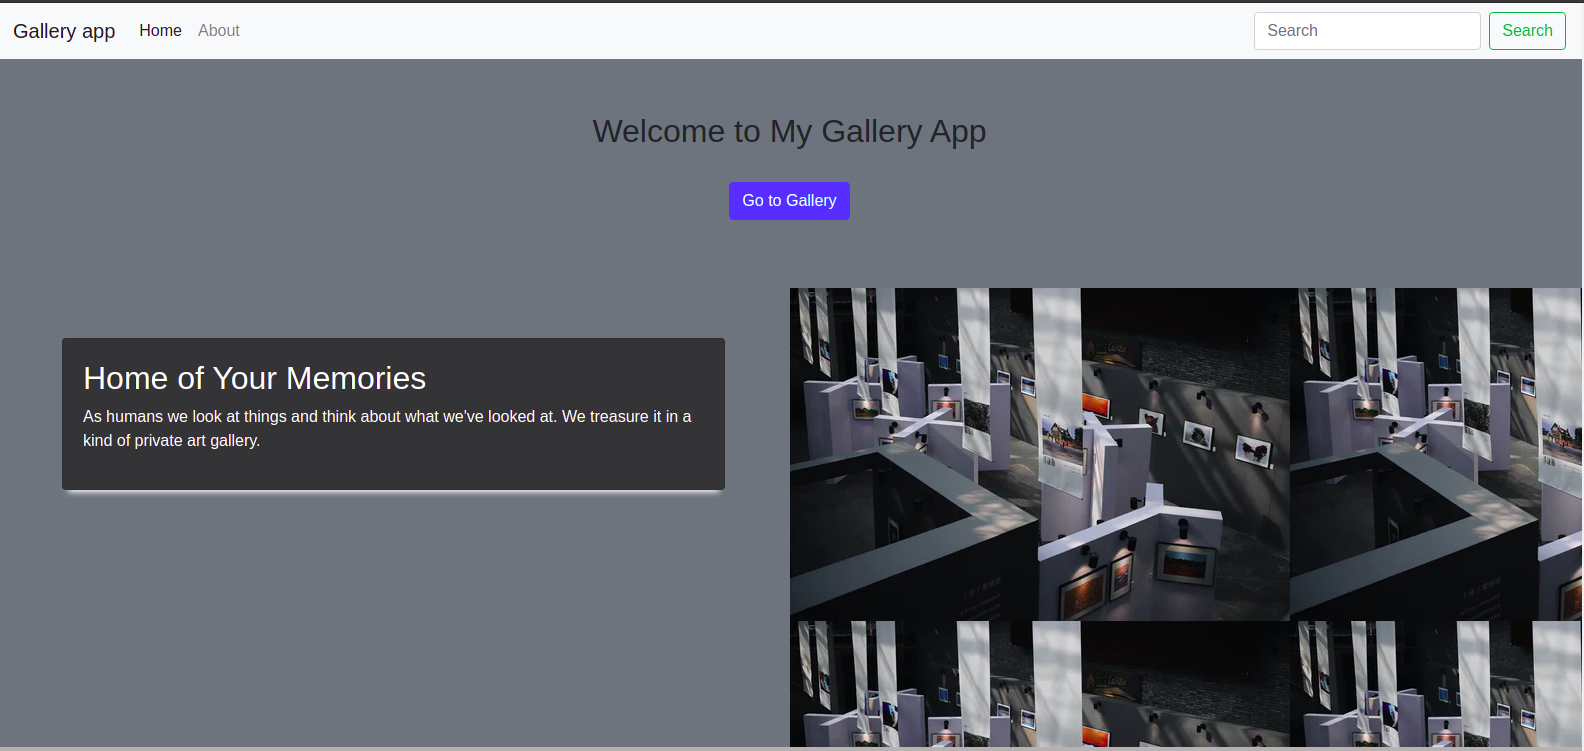 Gallery app Home About Search Search
Welcome to My Gallery App
Go to Gallery
Home of Your Memories
As humans we look at things and think about what we've looked at. We treasure it in a
kind of private art gallery.